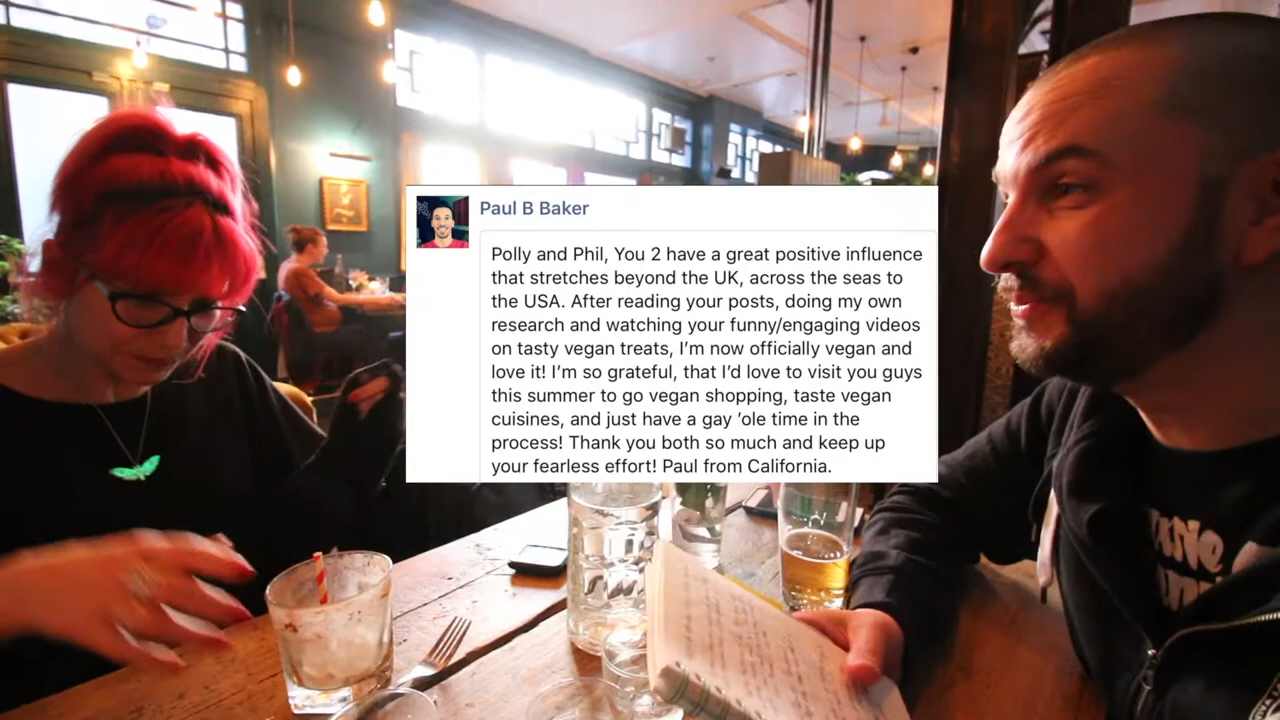 Paul B Baker
Polly and Phil, You 2 have a great positive influence
that stretches beyond the UK, across the seas to
the USA. After reading your posts, doing my own
research and watching your funny/engaging videos
on tasty vegan treats, I’m now officially vegan and
love it! I’m so grateful, that I’d love to visit you guys
this summer to go vegan shopping, taste vegan
cuisines, and just have a gay ’ole time in the
process! Thank you both so much and keep up
your fearless effort! Paul from California.